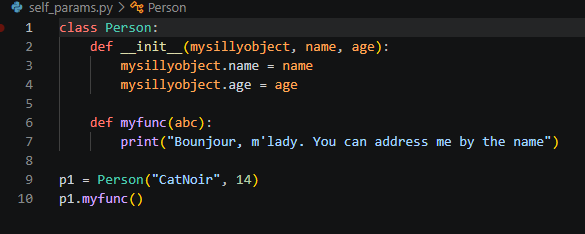 self_params.py > Person
1 class Person:
2     def __init__(mysillyobject, name, age):
3         mysillyobject.name = name
4         mysillyobject.age = age
5
6     def myfunc(abc):
7         print("Bounjour, m'lady. You can address me by the name")
8
9 p1 = Person("CatNoir", 14)
10 p1.myfunc()